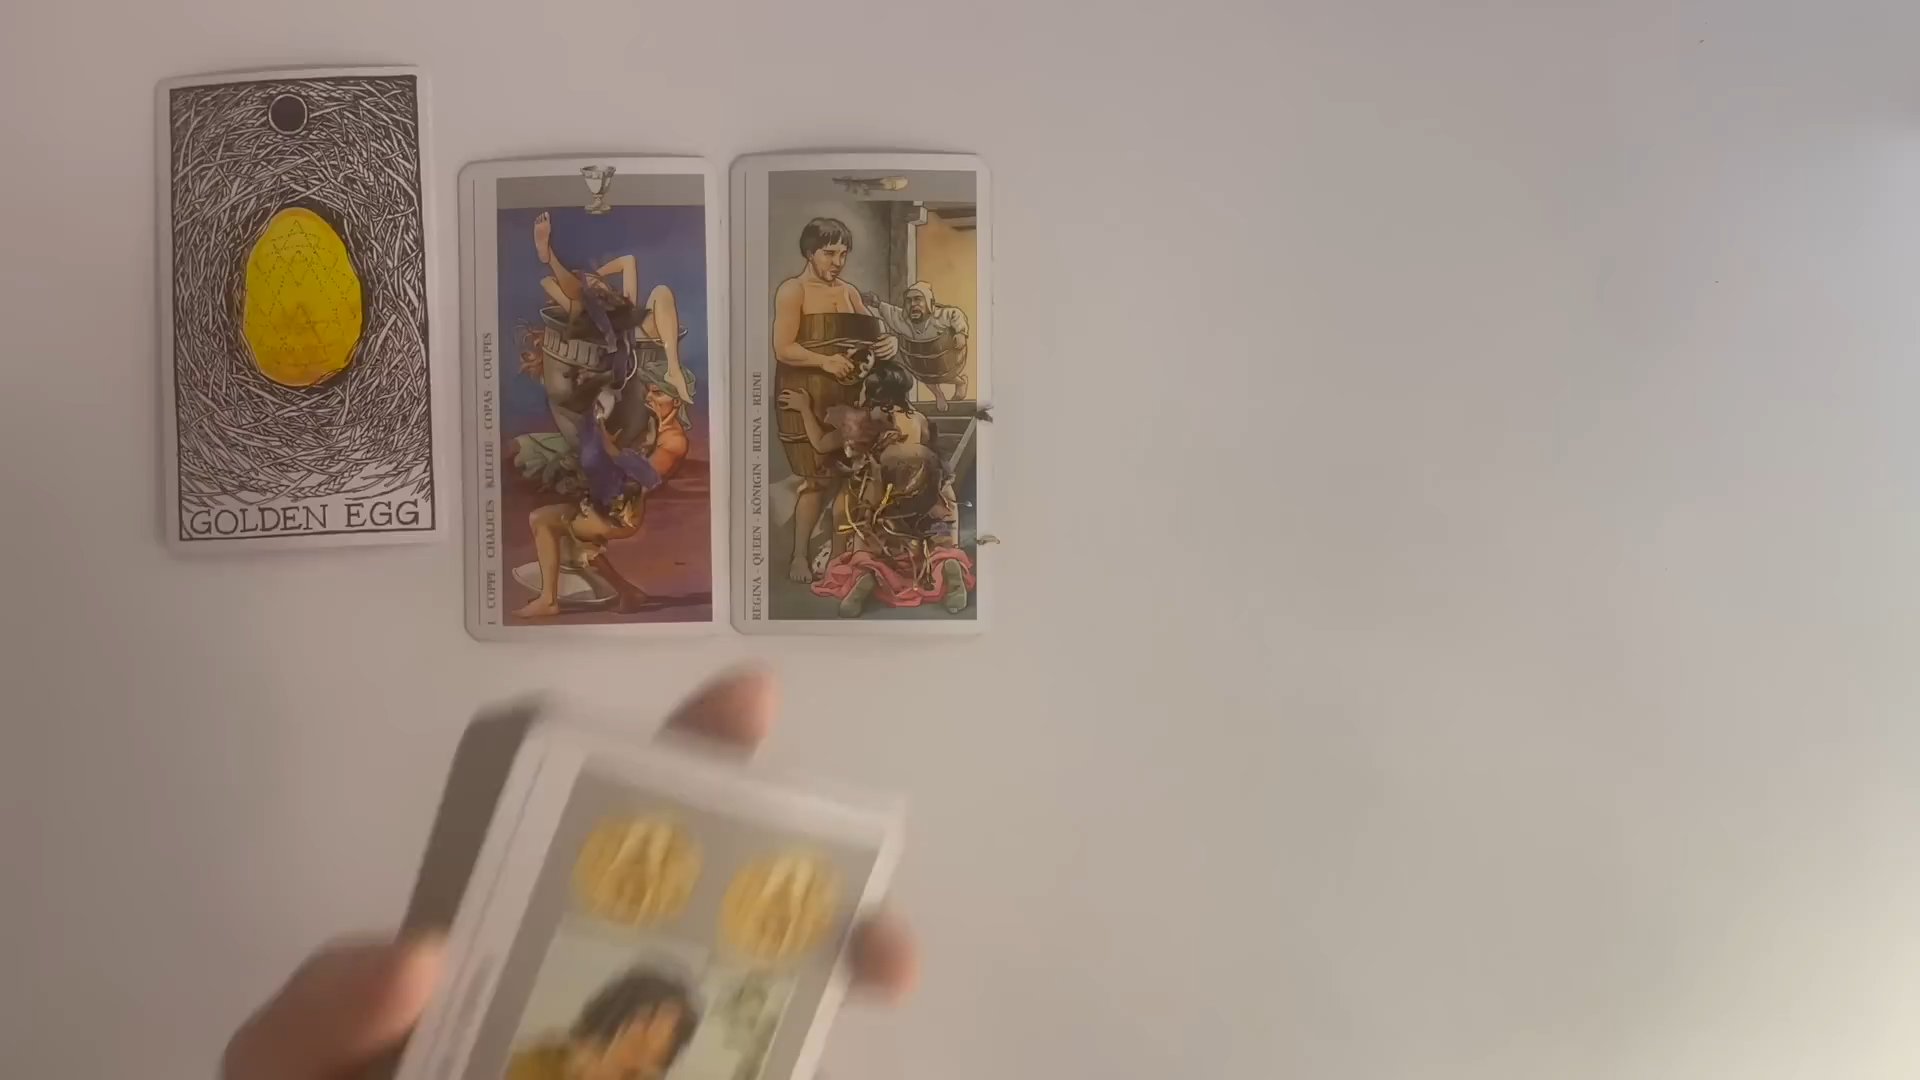 GOLDEN EGG
I COPPE · CHALICES · KELCHE · COPAS · COUPES
REGINA · QUEEN · KÖNIGIN · REINA · REINE